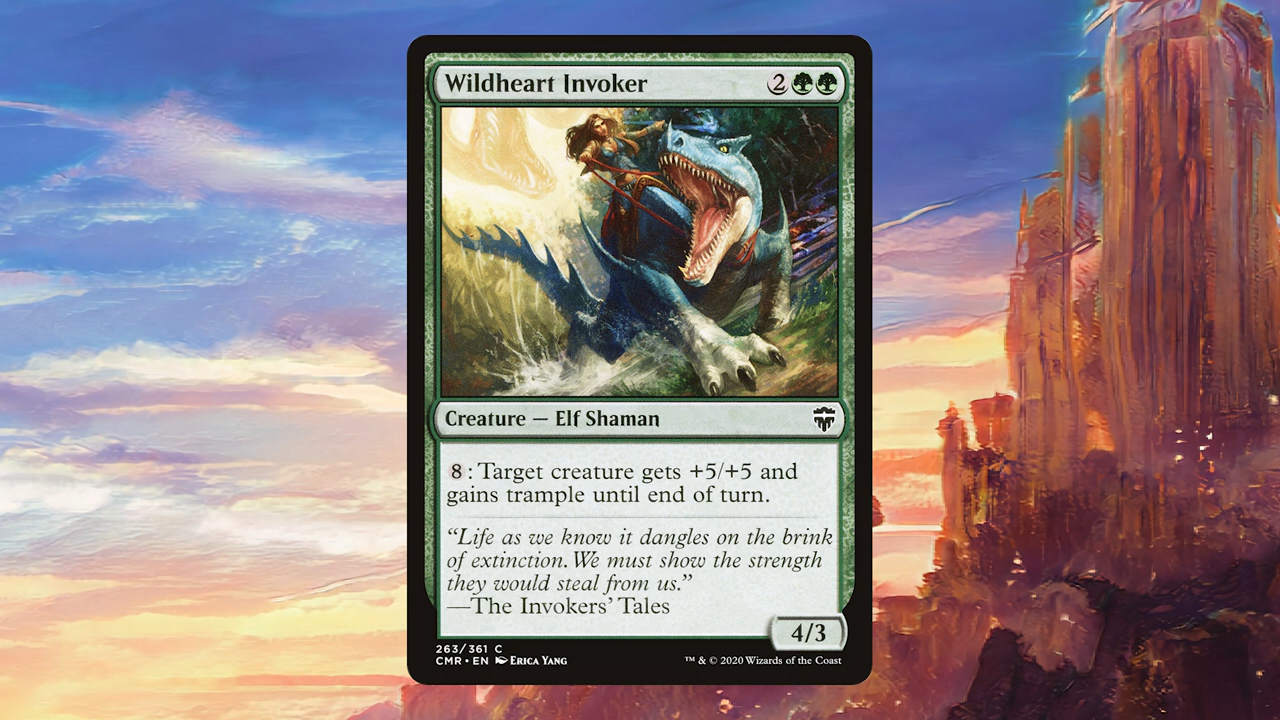 Wildheart Invoker 2
Creature — Elf Shaman
8: Target creature gets +5/+5 and
gains trample until end of turn.
“Life as we know it dangles on the brink
of extinction. We must show the strength
they would steal from us.”
—The Invokers’ Tales
4/3
263/361 C
CMR • EN Erica Yang ™ & © 2020 Wizards of the Coast